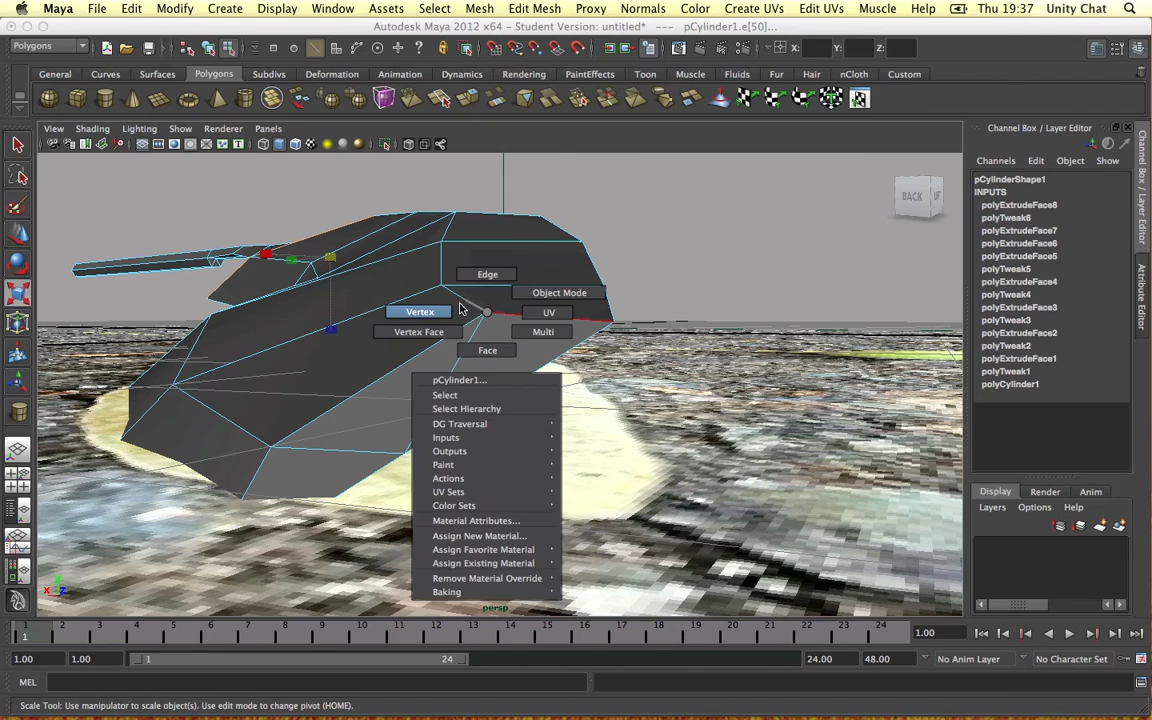 Maya File Edit Modify Create Display Window Assets Select Mesh Edit Mesh Proxy Normals Color Create UVs Edit UVs Muscle Help Thu 19:37 Unity Chat
Autodesk Maya 2012 x64 - Student Version: untitled* --- pCylinder1.e[50]...
Polygons X: Y: Z:
General Curves Surfaces Polygons Subdivs Deformation Animation Dynamics Rendering PaintEffects Toon Muscle Fluids Fur Hair nCloth Custom
View Shading Lighting Show Renderer Panels
Channel Box / Layer Editor
Channels Edit Object Show
pCylinderShape1
INPUTS
polyExtrudeFace8
polyTweak6
polyExtrudeFace7
polyExtrudeFace6
polyTweak5
polyExtrudeFace5
polyExtrudeFace4
polyTweak4
polyExtrudeFace3
polyTweak3
polyExtrudeFace2
polyTweak2
polyExtrudeFace1
polyTweak1
polyCylinder1
Channel Box / Layer Editor
Attribute Editor
BACK
Edge
Object Mode
Vertex
UV
Vertex Face
Multi
Face
pCylinder1...
Select
Select Hierarchy
DG Traversal
Inputs
Outputs
Paint
Actions
UV Sets
Color Sets
Material Attributes...
Assign New Material...
Assign Favorite Material
Assign Existing Material
Remove Material Override
Baking
persp
x z
Display Render Anim
Layers Options Help
1 2 3 4 5 6 7 8 9 10 11 12 13 14 15 16 17 18 19 20 21 22 23 24
1 1.00
1.00 1.00 1 24 24.00 48.00 No Anim Layer No Character Set
MEL
Scale Tool: Use manipulator to scale object(s). Use edit mode to change pivot (HOME).